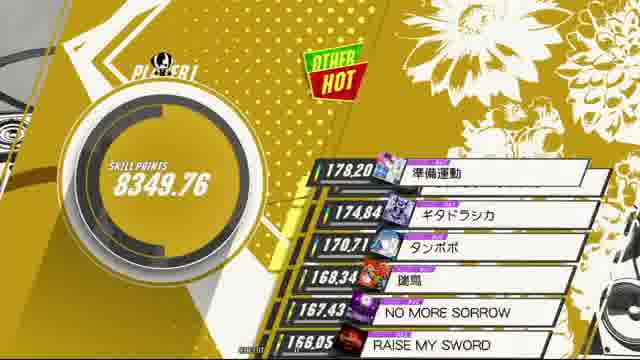 PLAYER1
OTHER
HOT
SKILL POINTS
8349.76
178,20 準備運動
174,84 ギタドラシカ
170,71 タンポポ
168,34
167,43 NO MORE SORROW
166,05 RAISE MY SWORD